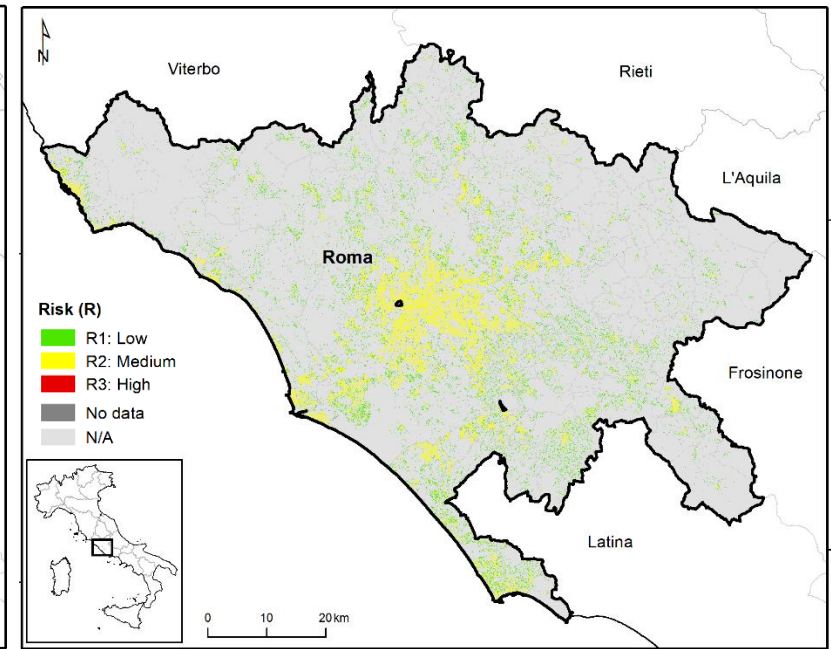 N
Viterbo
Rieti
L'Aquila
Roma
Risk (R)
R1: Low
R2: Medium
R3: High
No data
N/A
Frosinone
Latina
0 10 20 km